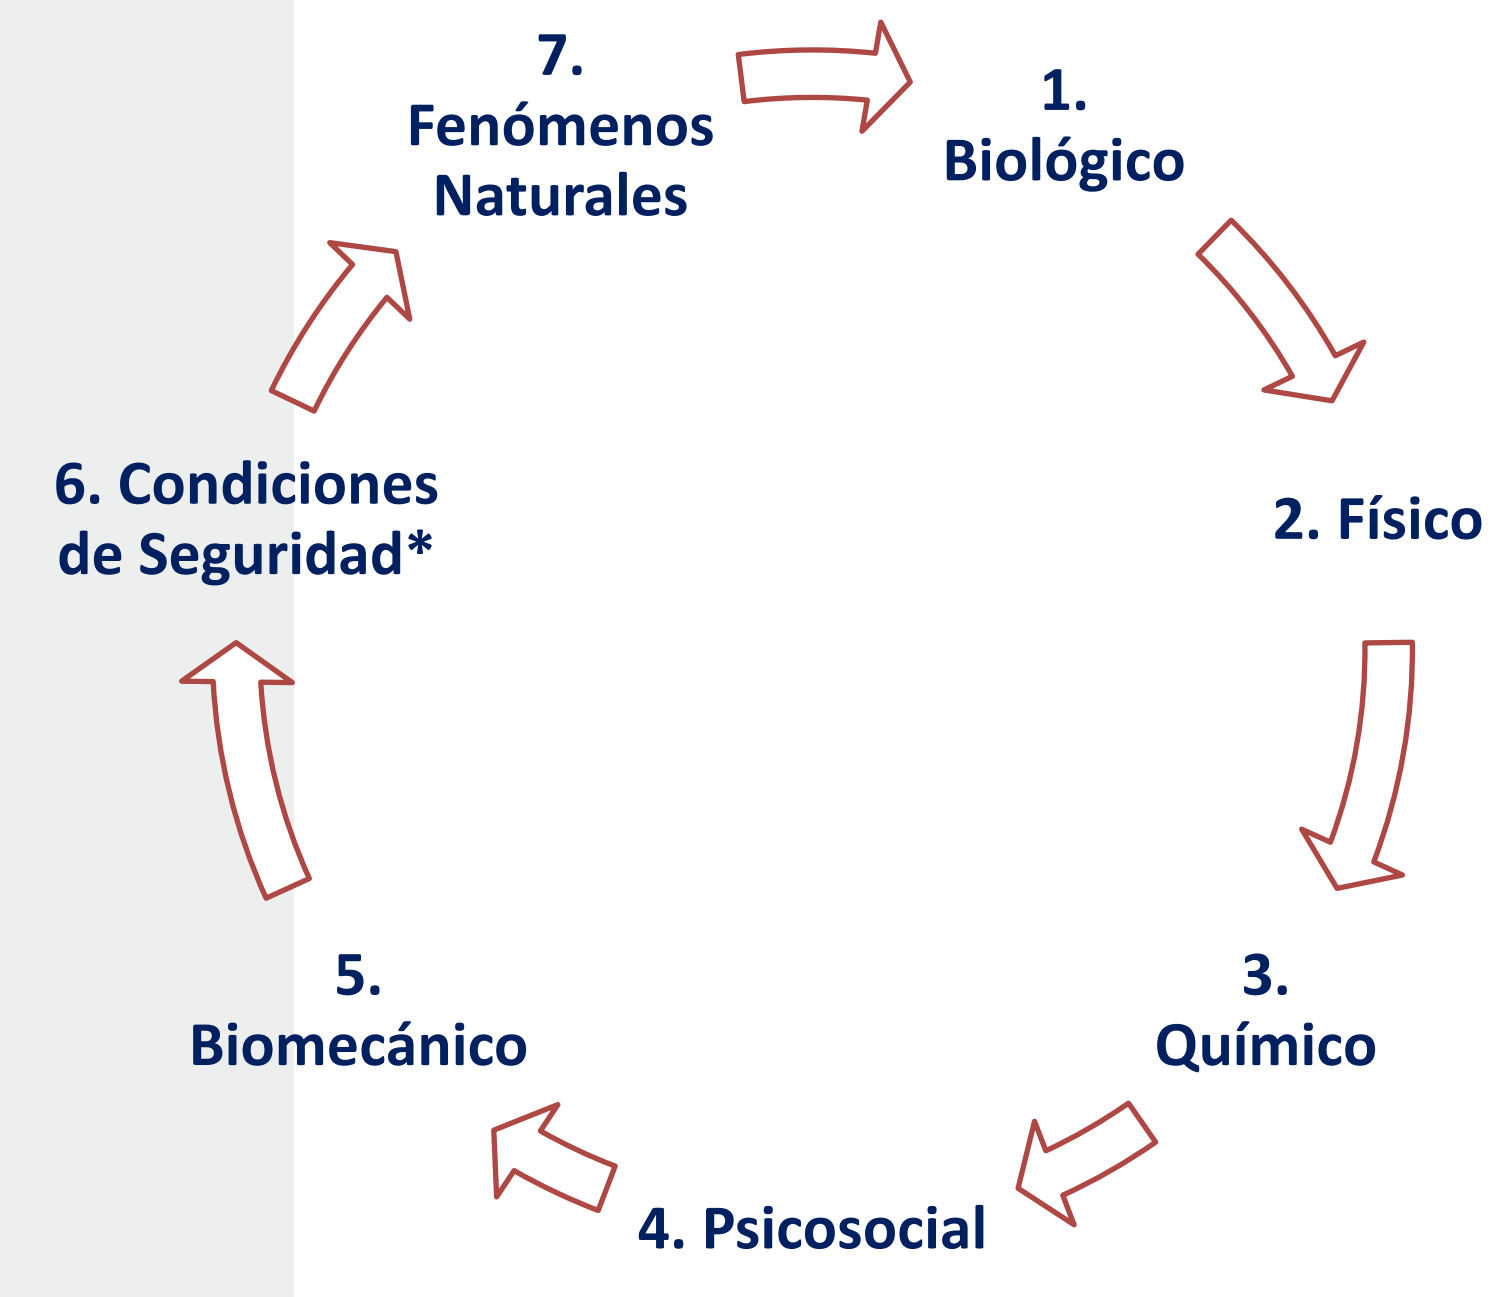 1.
Biológico
2. Físico
3.
Químico
4. Psicosocial
5.
Biomecánico
6. Condiciones
de Seguridad*
7.
Fenómenos
Naturales